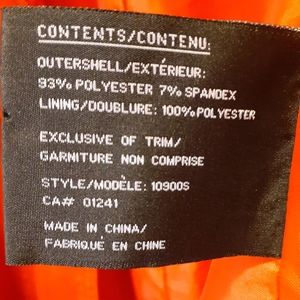 CONTENTS/CONTENU:
OUTERSHELL/EXTÉRIEUR:
93% POLYESTER 7% SPANDEX
LINING/DOUBLURE: 100% POLYESTER
EXCLUSIVE OF TRIM/
GARNITURE NON COMPRISE
STYLE/MODÈLE: 10900S
CA# 01241
MADE IN CHINA/
FABRIQUÉ EN CHINE